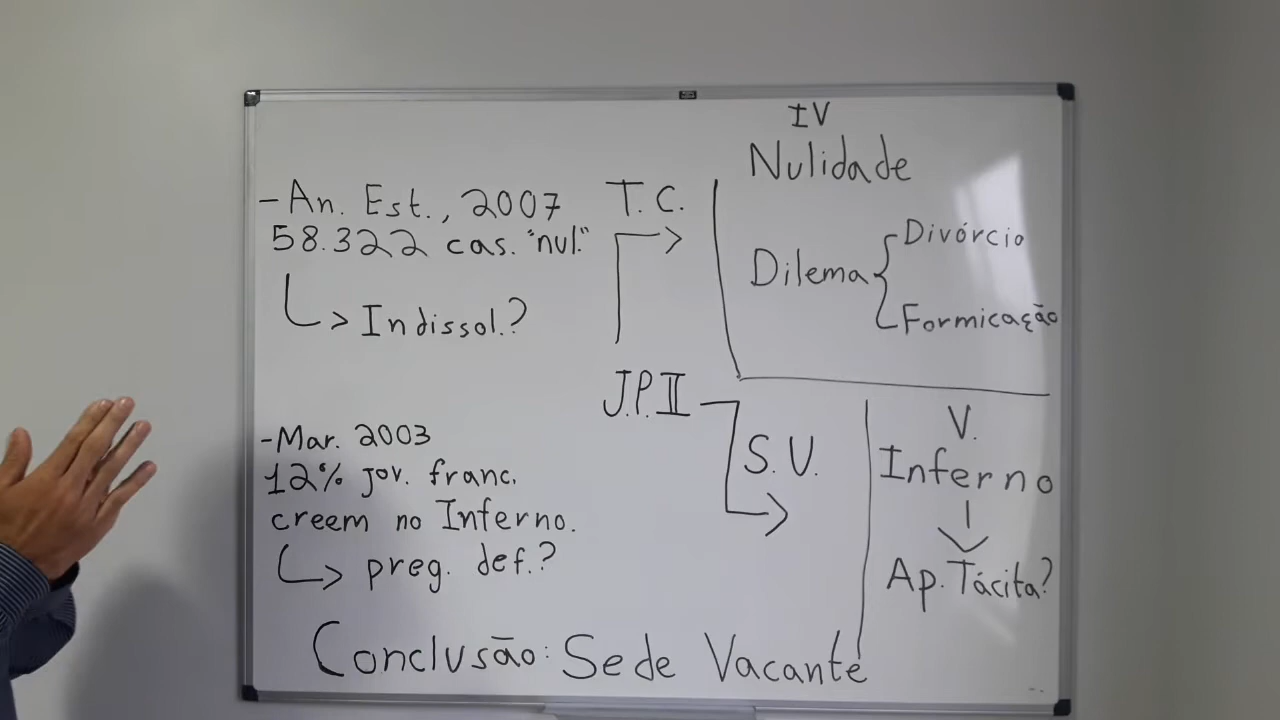 -An. Est., 2007
58.322 cas. "nul."
Indissol.?
-Mar. 2003
12% jov. franc.
creem no Inferno.
preg. def.?
T.C.
J.P.II
S.V.
IV
Nulidade
Dilema
Divórcio
Formicação
V.
Inferno
Ap. Tácita?
Conclusão: Sede Vacante